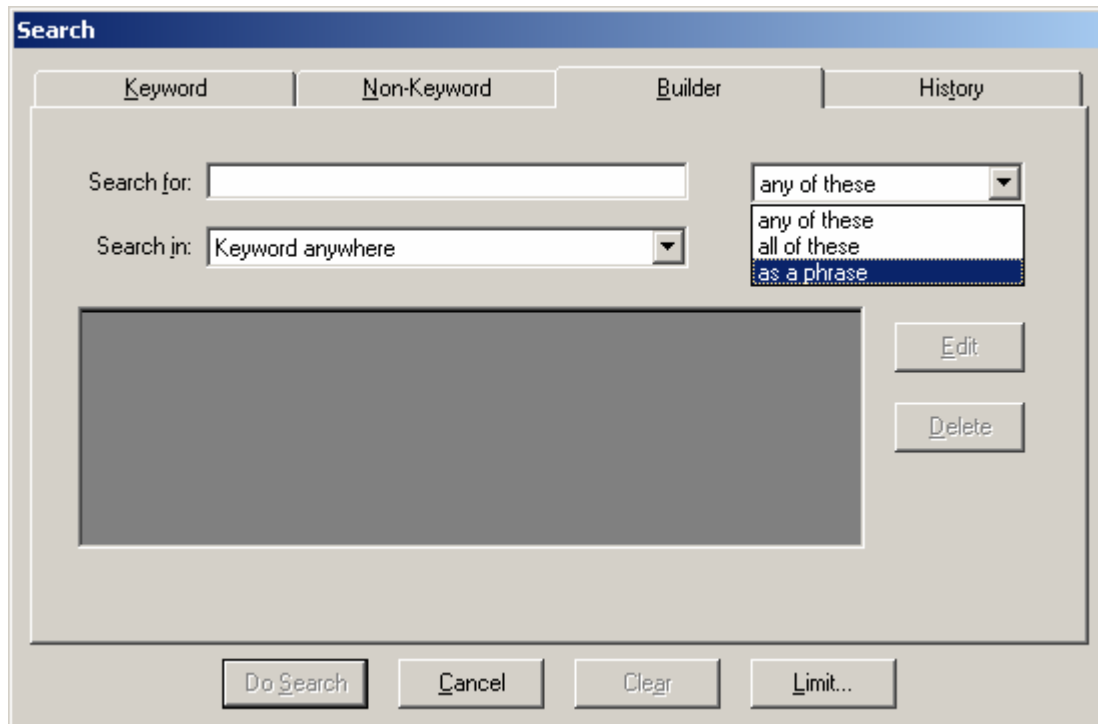 Search
Keyword Non-Keyword Builder History
Search for: any of these
any of these
Search in: Keyword anywhere all of these
as a phrase
Edit
Delete
Do Search Cancel Clear Limit...